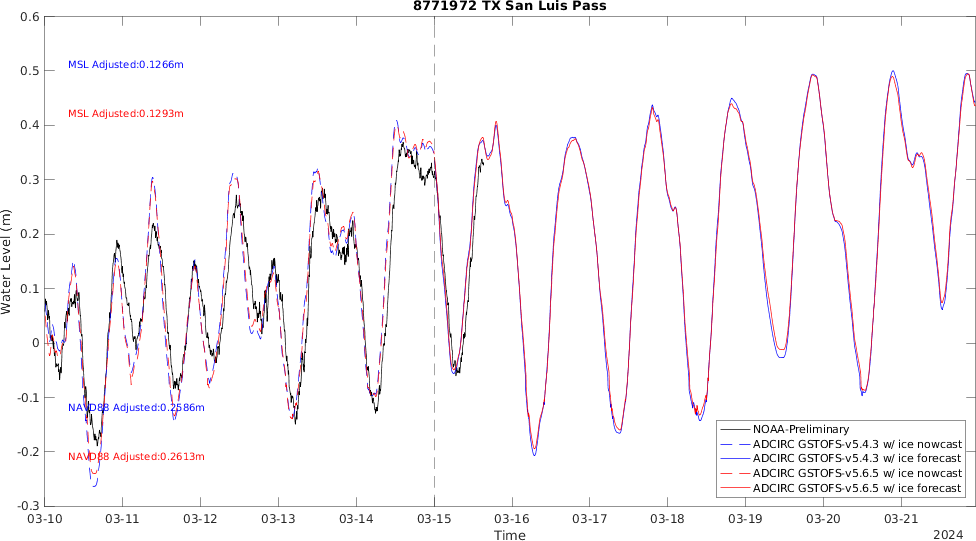 8771972 TX San Luis Pass
0.6
0.5
0.4
0.3
0.2
0.1
0
-0.1
-0.2
-0.3
Water Level (m)
MSL Adjusted:0.1266m
MSL Adjusted:0.1293m
NAVD88 Adjusted:0.2586m
NAVD88 Adjusted:0.2613m
NOAA-Preliminary
ADCIRC GSTOFS-v5.4.3 w/ ice nowcast
ADCIRC GSTOFS-v5.4.3 w/ ice forecast
ADCIRC GSTOFS-v5.6.5 w/ ice nowcast
ADCIRC GSTOFS-v5.6.5 w/ ice forecast
03-10 03-11 03-12 03-13 03-14 03-15 03-16 03-17 03-18 03-19 03-20 03-21
Time
2024